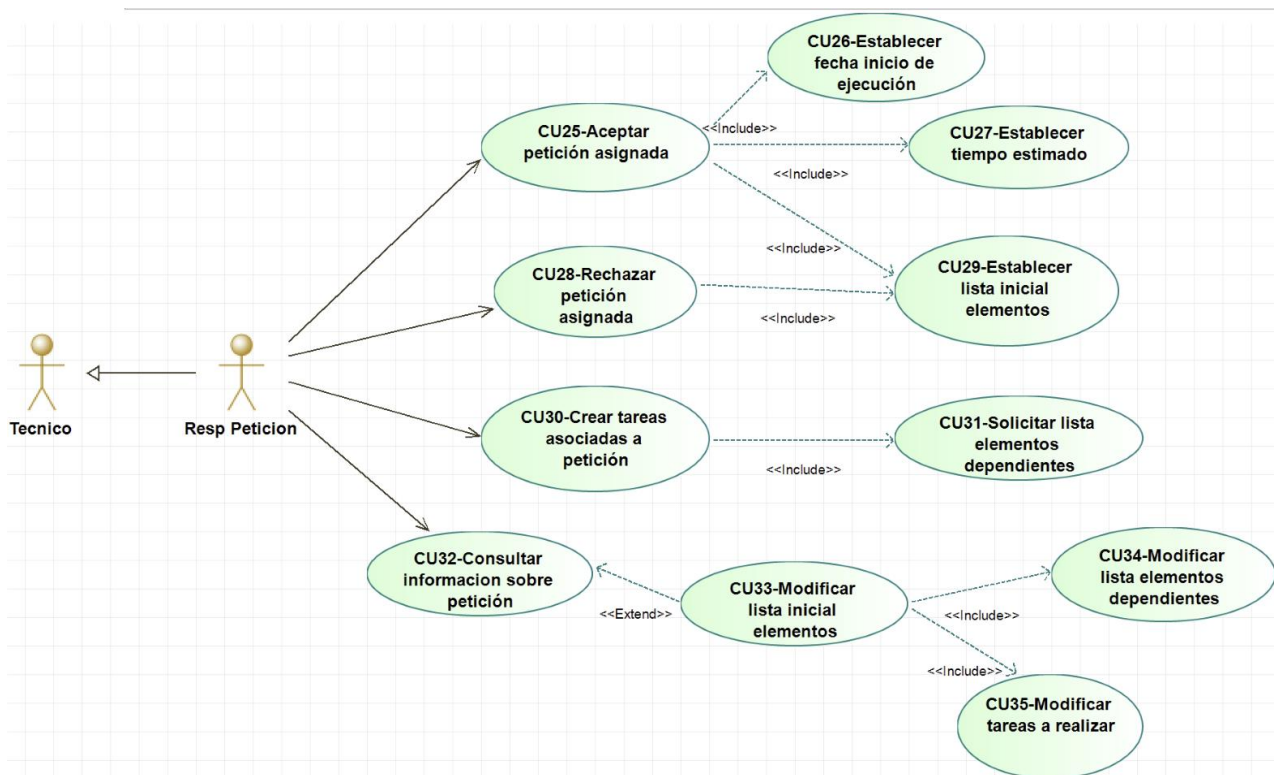 CU26-Establecer
fecha inicio de
ejecución
CU25-Aceptar
petición asignada
<<Include>>
CU27-Establecer
tiempo estimado
<<Include>>
<<Include>>
CU29-Establecer
lista inicial
elementos
CU28-Rechazar
petición
asignada
<<Include>>
Tecnico
Resp Peticion
CU30-Crear tareas
asociadas a
petición
CU31-Solicitar lista
elementos
dependientes
<<Include>>
CU32-Consultar
informacion sobre
petición
<<Extend>>
CU33-Modificar
lista inicial
elementos
CU34-Modificar
lista elementos
dependientes
<<Include>>
<<Include>>
CU35-Modificar
tareas a realizar